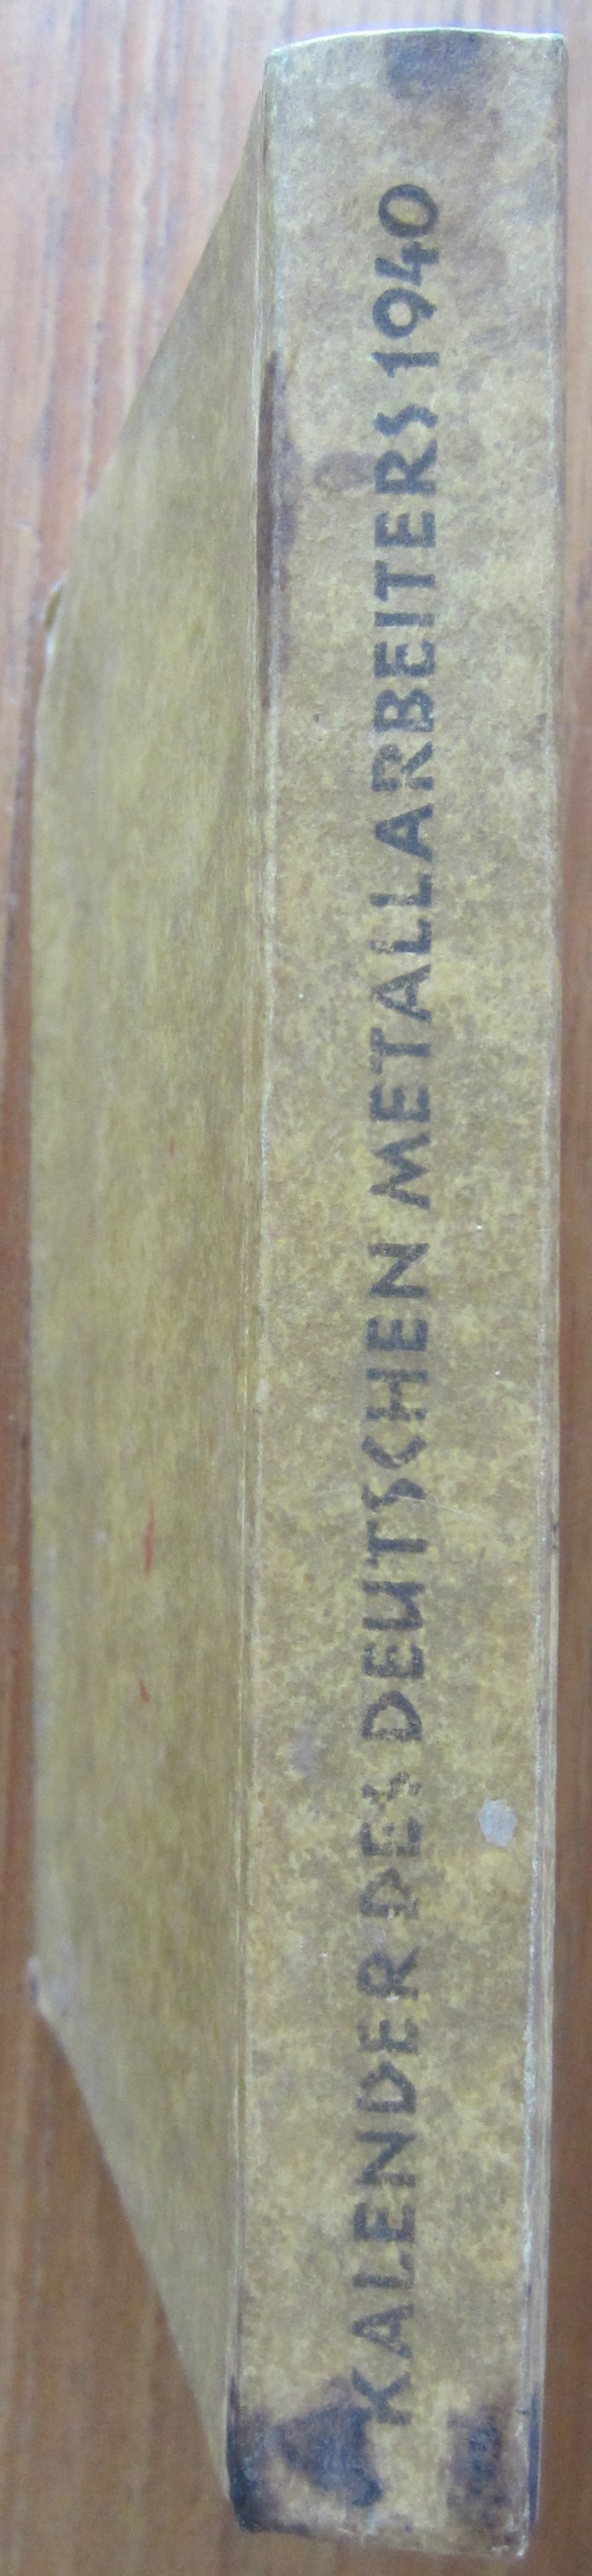 KALENDER DES DEUTSCHEN METALLARBEITERS 1940